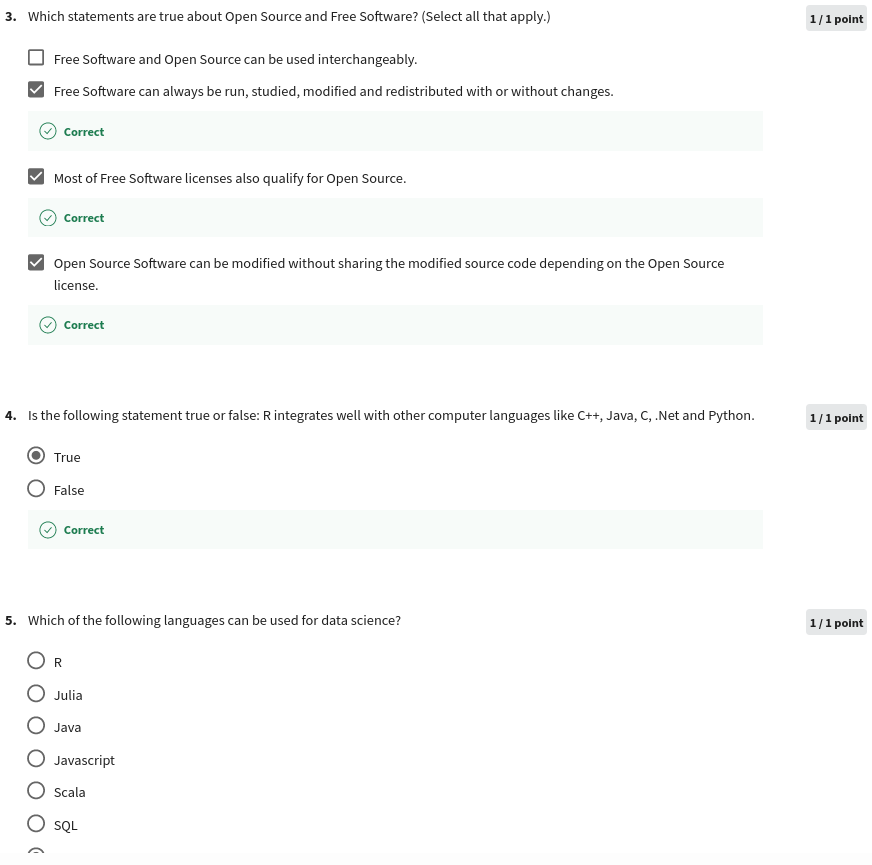 3. Which statements are true about Open Source and Free Software? (Select all that apply.)
1 / 1 point
Free Software and Open Source can be used interchangeably.
Free Software can always be run, studied, modified and redistributed with or without changes.
Correct
Most of Free Software licenses also qualify for Open Source.
Correct
Open Source Software can be modified without sharing the modified source code depending on the Open Source
license.
Correct
4. Is the following statement true or false: R integrates well with other computer languages like C++, Java, C, .Net and Python.
1 / 1 point
True
False
Correct
5. Which of the following languages can be used for data science?
1 / 1 point
R
Julia
Java
Javascript
Scala
SQL